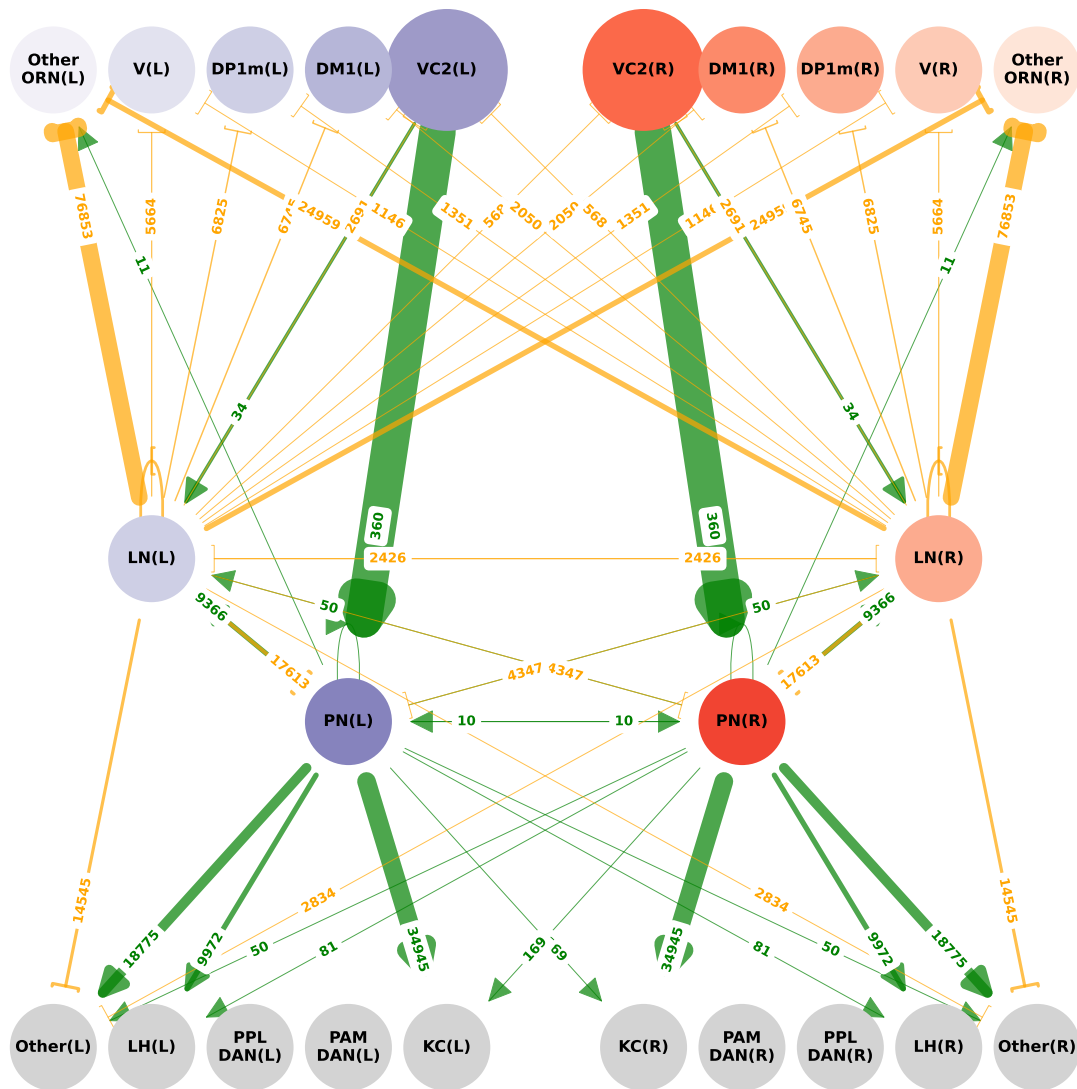 Other
ORN(L)
V(L)
DP1m(L)
DM1(L)
VC2(L)
VC2(R)
DM1(R)
DP1m(R)
V(R)
Other
ORN(R)
76853
5664
6825
24959
2691
1146
1351
2050
2050
568
1351
2691
6745
6825
5664
76853
11
11
34
34
360
360
LN(L)
2426
2426
LN(R)
9366
50
50
9366
17613
4347
4347
17613
PN(L)
10
10
PN(R)
2834
2834
14545
18775
9972
50
81
34945
169
34945
81
50
9972
18775
14545
Other(L)
LH(L)
PPL
DAN(L)
PAM
DAN(L)
KC(L)
KC(R)
PAM
DAN(R)
PPL
DAN(R)
LH(R)
Other(R)